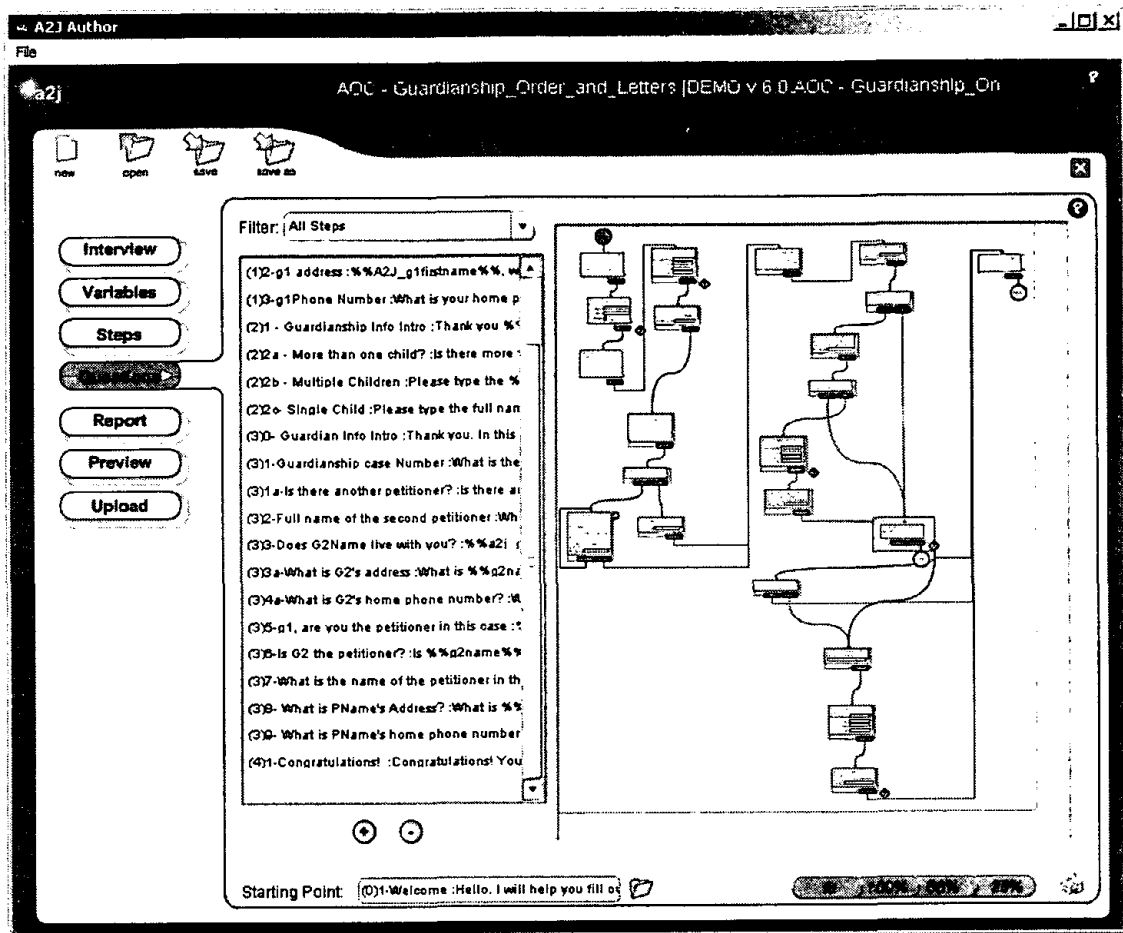 A2J Author
File
a2j
AOC - Guardianship_Order_and_Letters [DEMO v 6.0.AOC - Guardianship_On
?
new
open
save
save as
?
Interview
Variables
Steps
Questions
Report
Preview
Upload
Filter: All Steps
(1)2-g1 address :%%A2J_g1firstname%%, w
(1)3-g1Phone Number :What is your home p
(2)1 - Guardianship Info Intro :Thank you %
(2)2a - More than one child? :Is there more
(2)2b - Multiple Children :Please type the %
(2)2c- Single Child :Please type the full nam
(3)0- Guardian Info Intro :Thank you. In this
(3)1-Guardianship case Number :What is the
(3)1a-Is there another petitioner? :Is there
(3)2-Full name of the second petitioner :Wh
(3)3-Does G2Name live with you? :%%a2j
(3)3a-What is G2's address :What is %%g2na
(3)4a-What is G2's home phone number? :W
(3)5-g1, are you the petitioner in this case :
(3)6-Is G2 the petitioner? :Is %%g2name%%
(3)7-What is the name of the petitioner in th
(3)8- What is PName's Address? :What is %%
(3)9- What is PName's home phone number
(4)1-Congratulations! :Congratulations! You
+ -
Starting Point: (0)1-Welcome :Hello. I will help you fill
100%